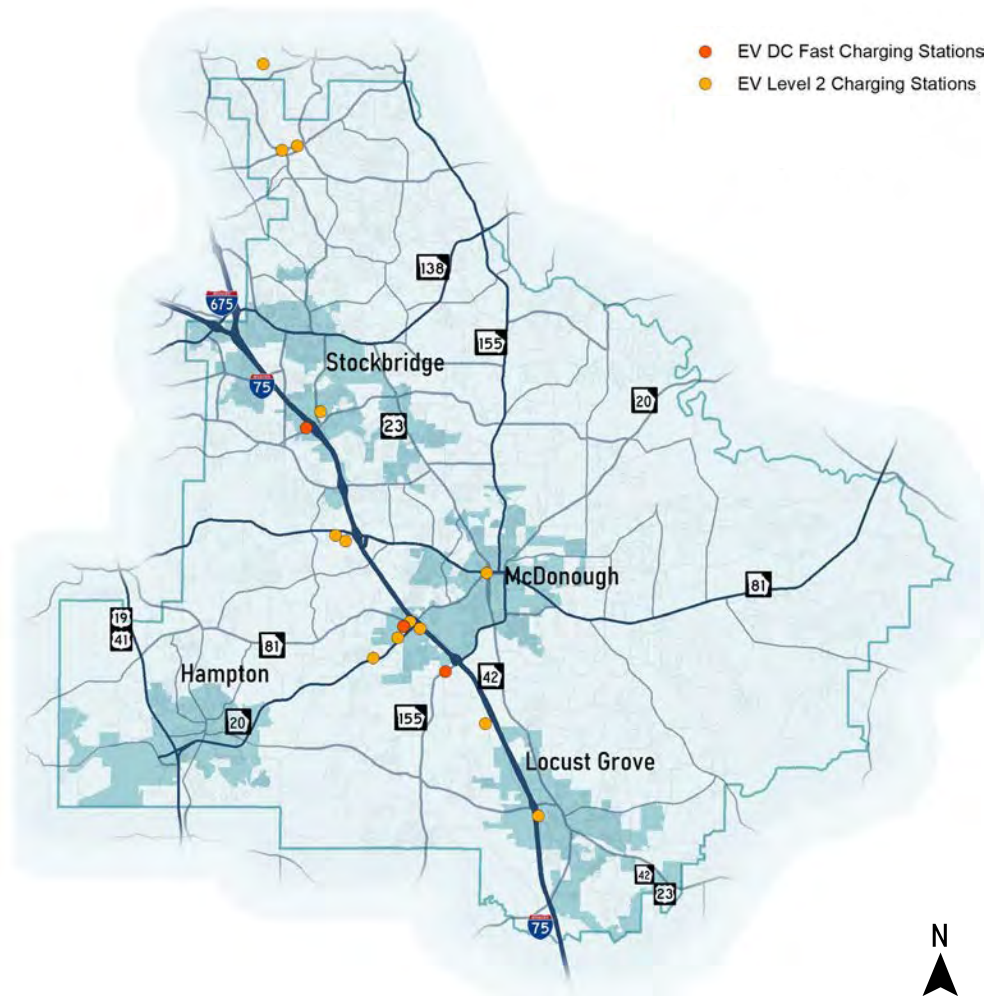 EV DC Fast Charging Stations
EV Level 2 Charging Stations
138
675
155
Stockbridge
75
20
23
McDonough
81
19
41
81
Hampton
42
20
155
Locust Grove
42
23
75
N